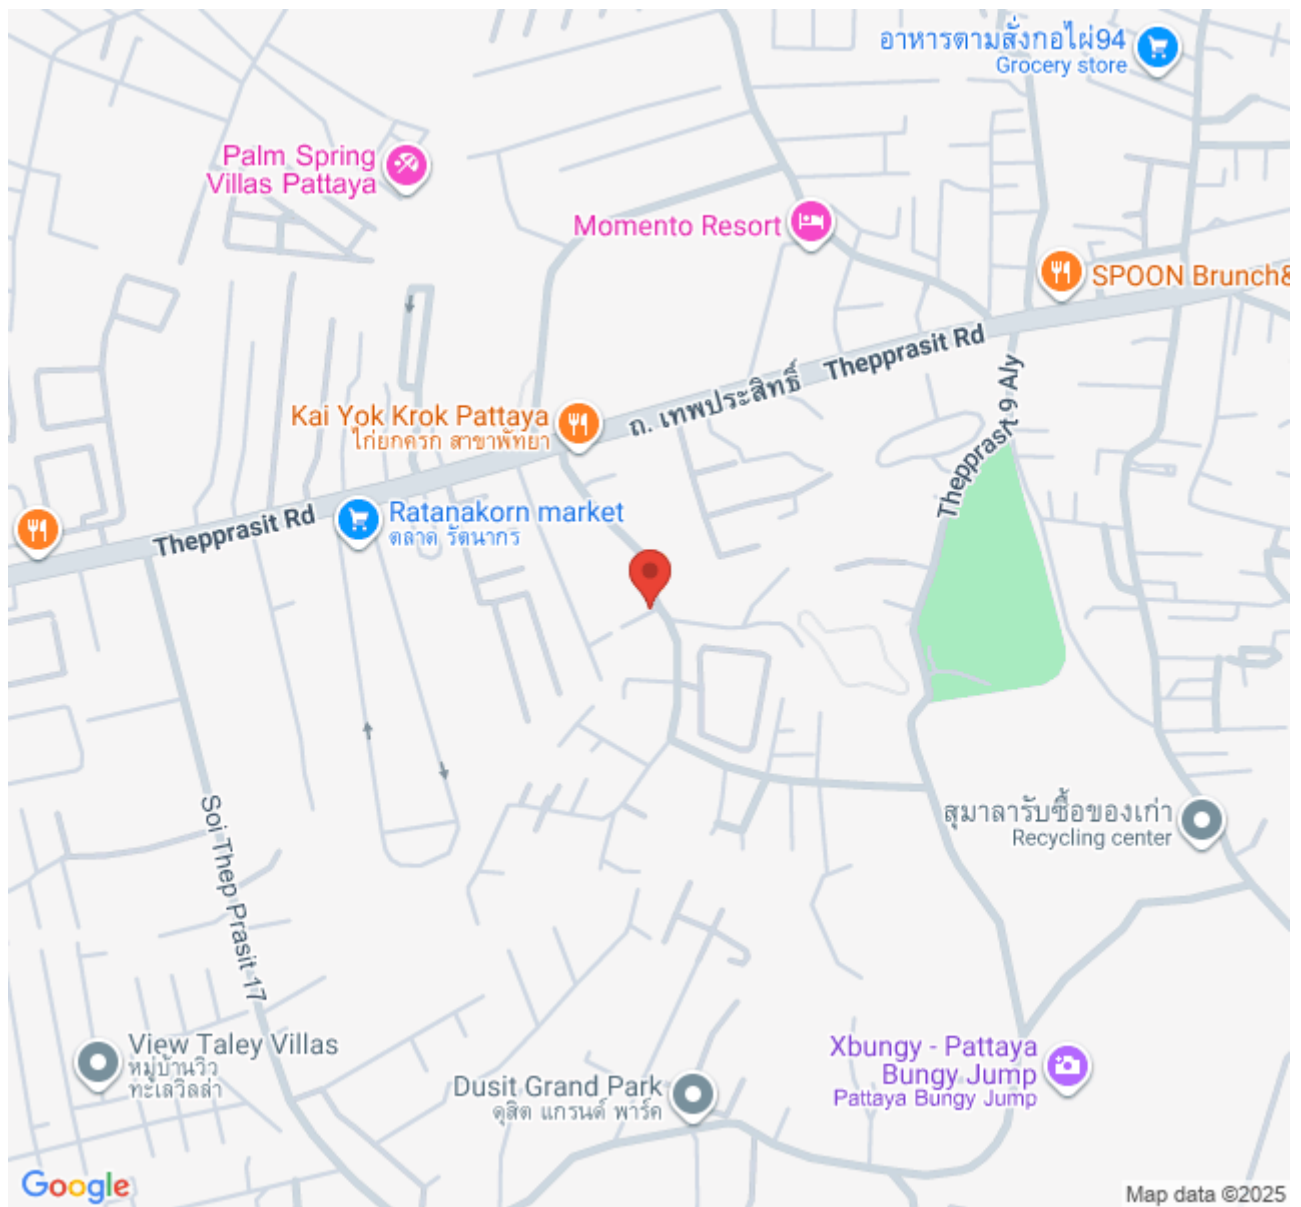 อาหารตามสั่งกอไผ่94
Grocery store
Palm Spring
Villas Pattaya
Momento Resort
SPOON Brunch&
Thepprasit Rd
ถ. เทพประสิทธิ์
Thepprasit 9 Aly
Kai Yok Krok Pattaya
ไก่ยกครก สาขาพัทยา
Ratanakorn market
ตลาด รัตนากร
Thepprasit Rd
สุมาลารับซื้อของเก่า
Recycling center
Soi Thep Prasit 17
View Taley Villas
หมู่บ้านวิว
ทะเลวิลล่า
Xbungy - Pattaya
Bungy Jump
Pattaya Bungy Jump
Dusit Grand Park
ดุสิต แกรนด์ พาร์ค
Google
Map data ©2025